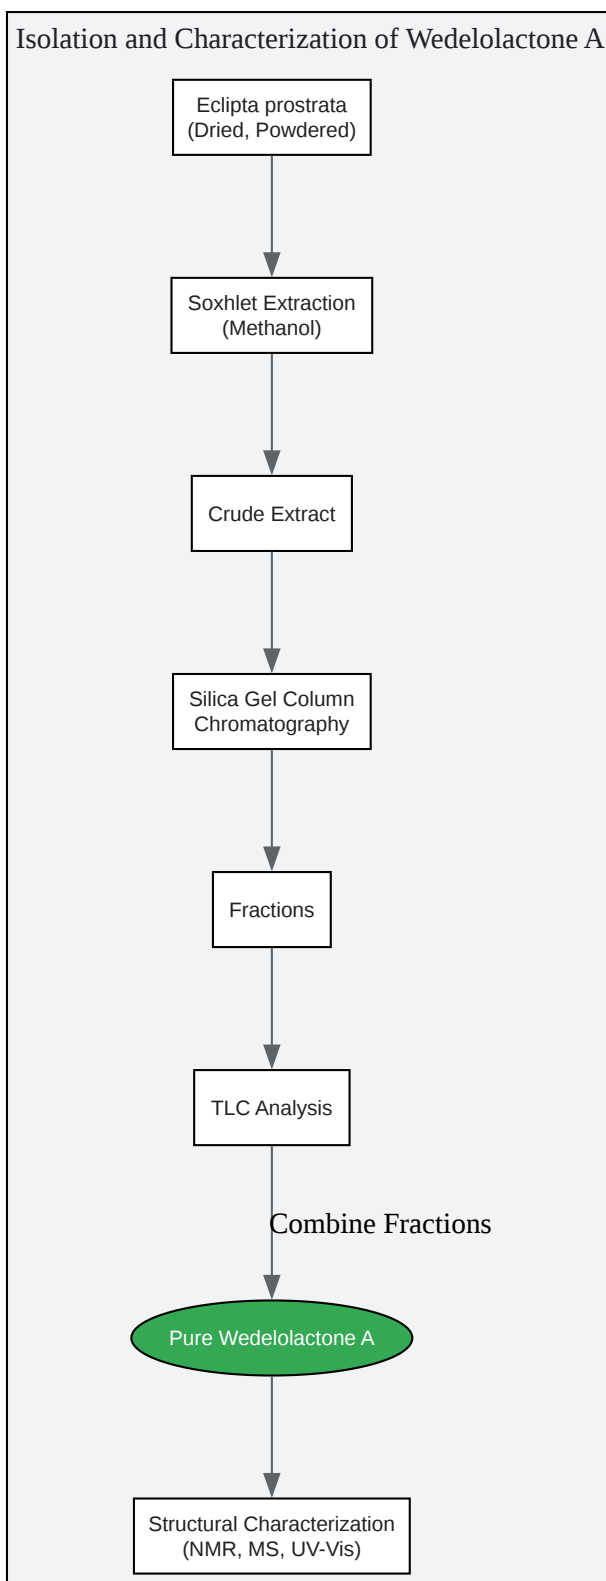 Isolation and Characterization of Wedelolactone A
Eclipta prostrata
(Dried, Powdered)
Soxhlet Extraction
(Methanol)
Crude Extract
Silica Gel Column
Chromatography
Fractions
TLC Analysis
Combine Fractions
Pure Wedelolactone A
Structural Characterization
(NMR, MS, UV-Vis)